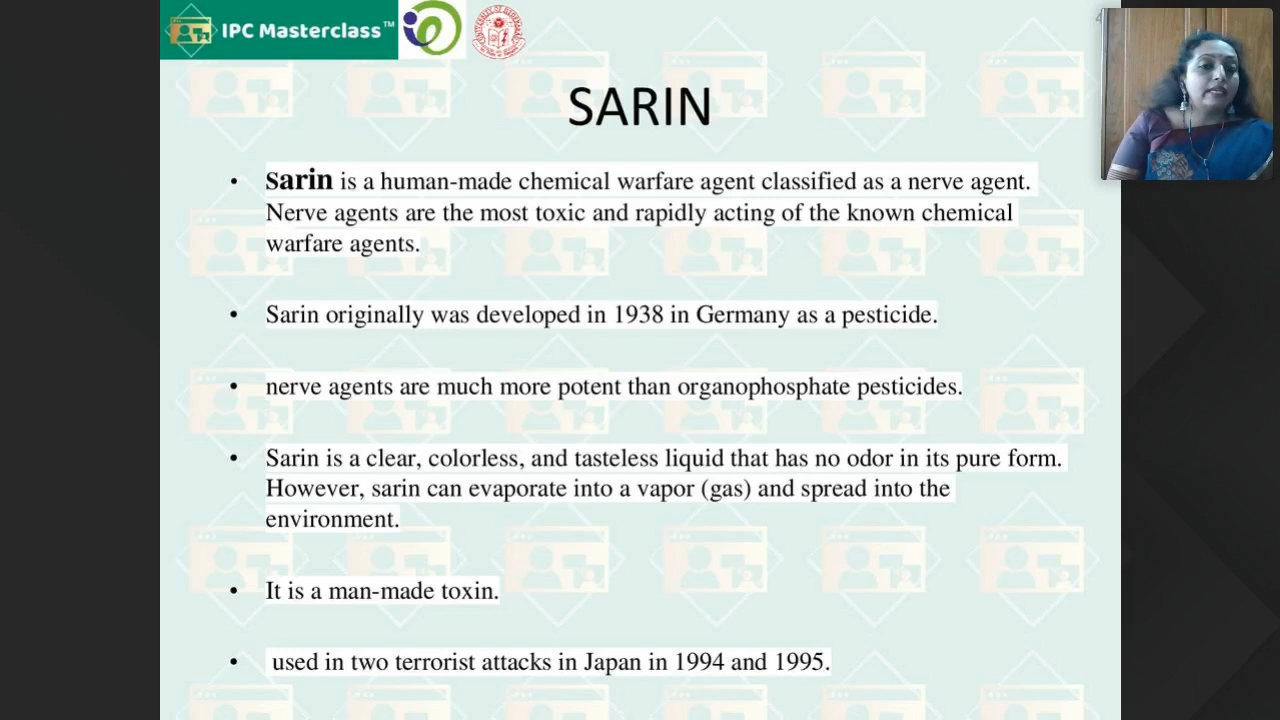 IPC Masterclass™
SARIN
• Sarin is a human-made chemical warfare agent classified as a nerve agent.
Nerve agents are the most toxic and rapidly acting of the known chemical
warfare agents.
• Sarin originally was developed in 1938 in Germany as a pesticide.
• nerve agents are much more potent than organophosphate pesticides.
• Sarin is a clear, colorless, and tasteless liquid that has no odor in its pure form.
However, sarin can evaporate into a vapor (gas) and spread into the
environment.
• It is a man-made toxin.
• used in two terrorist attacks in Japan in 1994 and 1995.